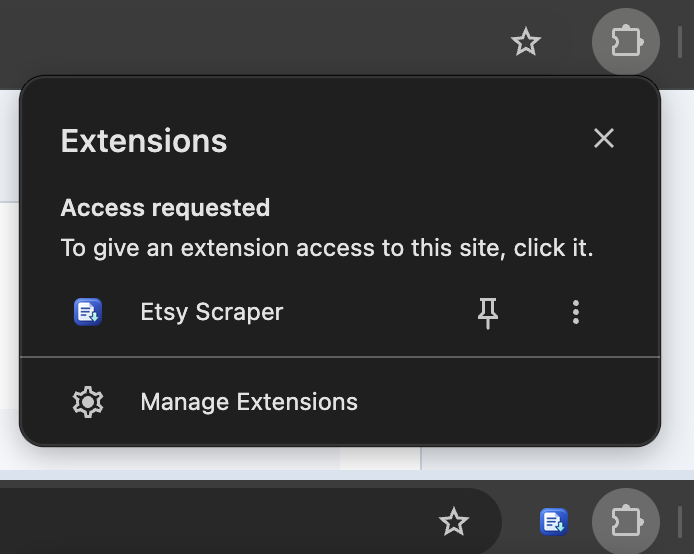 Extensions
Access requested
To give an extension access to this site, click it.
Etsy Scraper
Manage Extensions